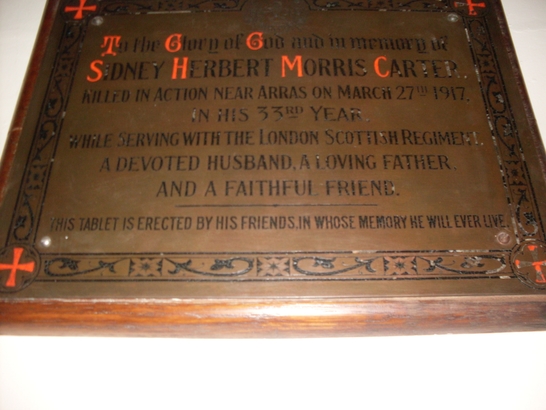 To the Glory of God and in memory of
SIDNEY HERBERT MORRIS CARTER.
KILLED IN ACTION NEAR ARRAS ON MARCH 27TH 1917.
IN HIS 33RD YEAR.
WHILE SERVING WITH THE LONDON SCOTTISH REGIMENT.
A DEVOTED HUSBAND, A LOVING FATHER.
AND A FAITHFUL FRIEND.
THIS TABLET IS ERECTED BY HIS FRIENDS, IN WHOSE MEMORY HE WILL EVER LIVE